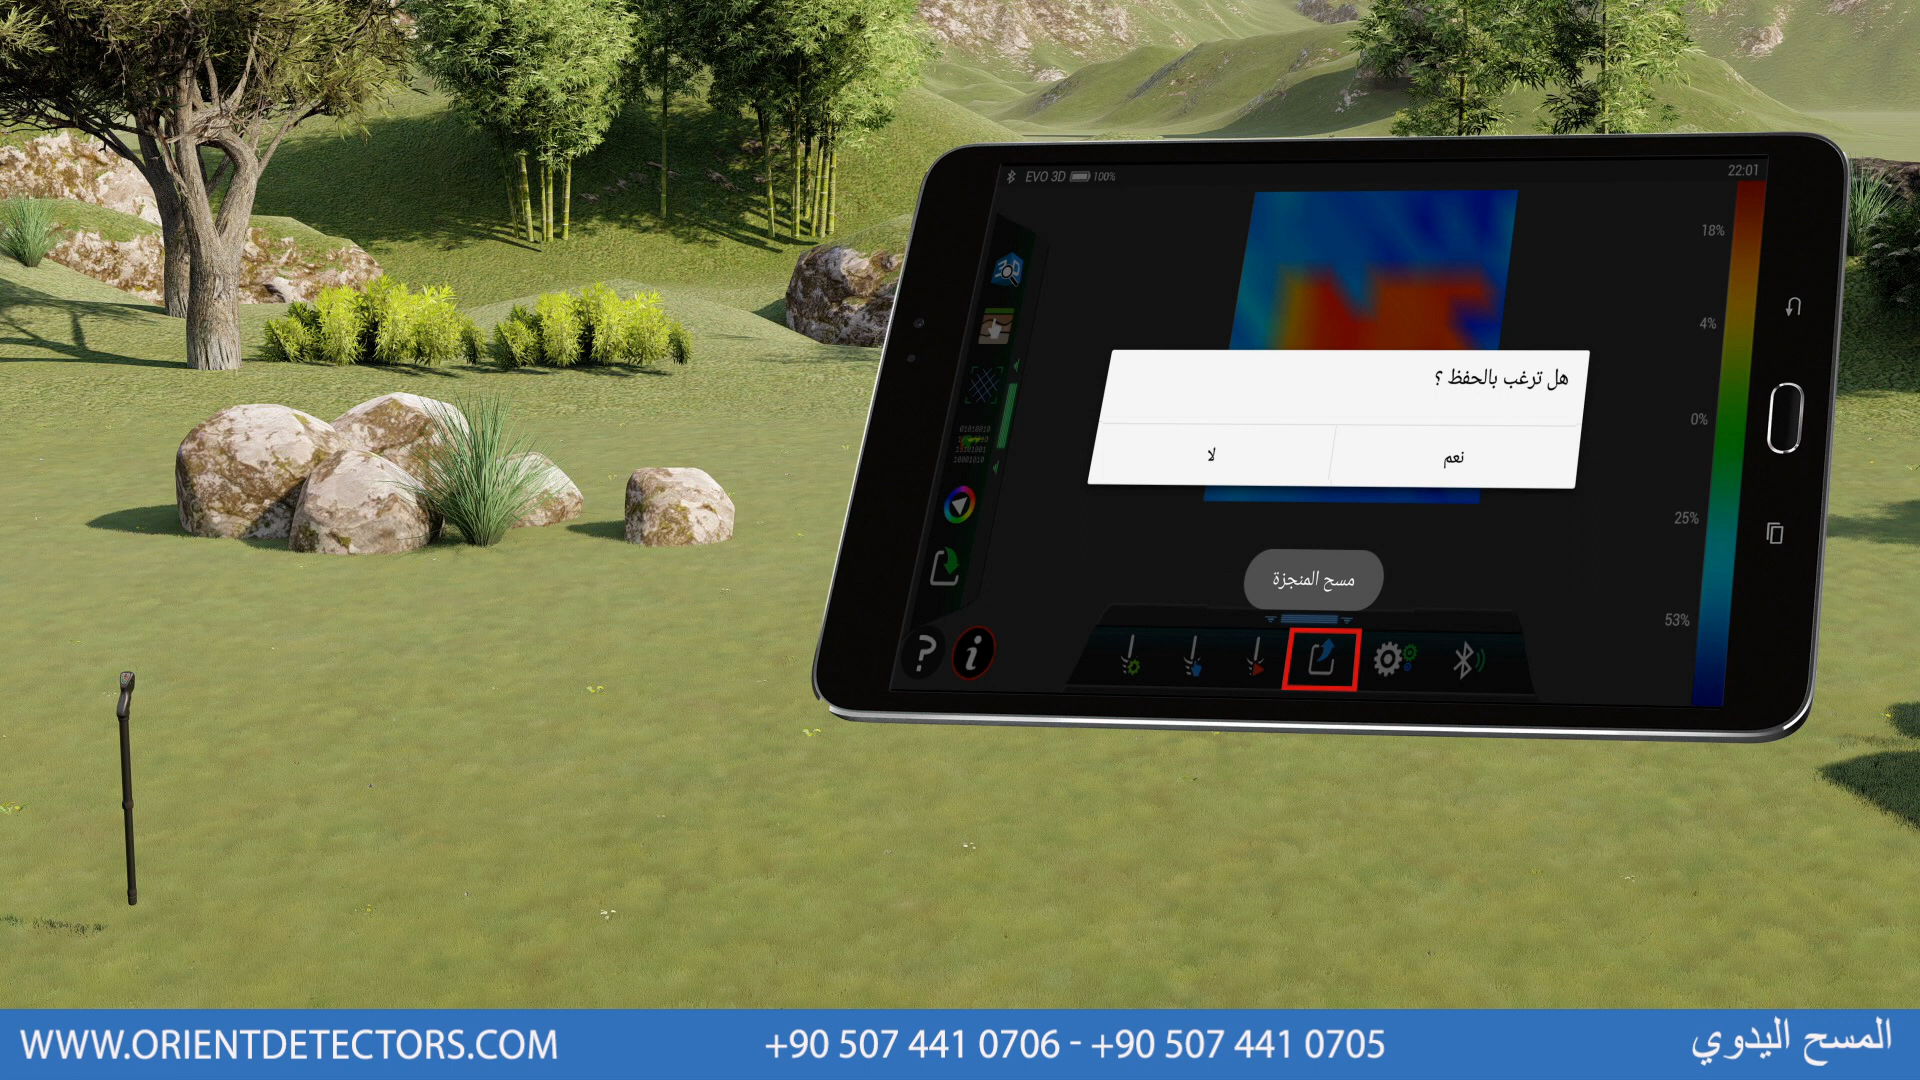 EVO 3D 100%
22:01
18%
4%
0%
25%
53%
هل ترغب بالحفظ ؟
نعم
لا
مسح المنجزة
? i
WWW.ORIENTDETECTORS.COM
+90 507 441 0706 - +90 507 441 0705
المسح اليدوي